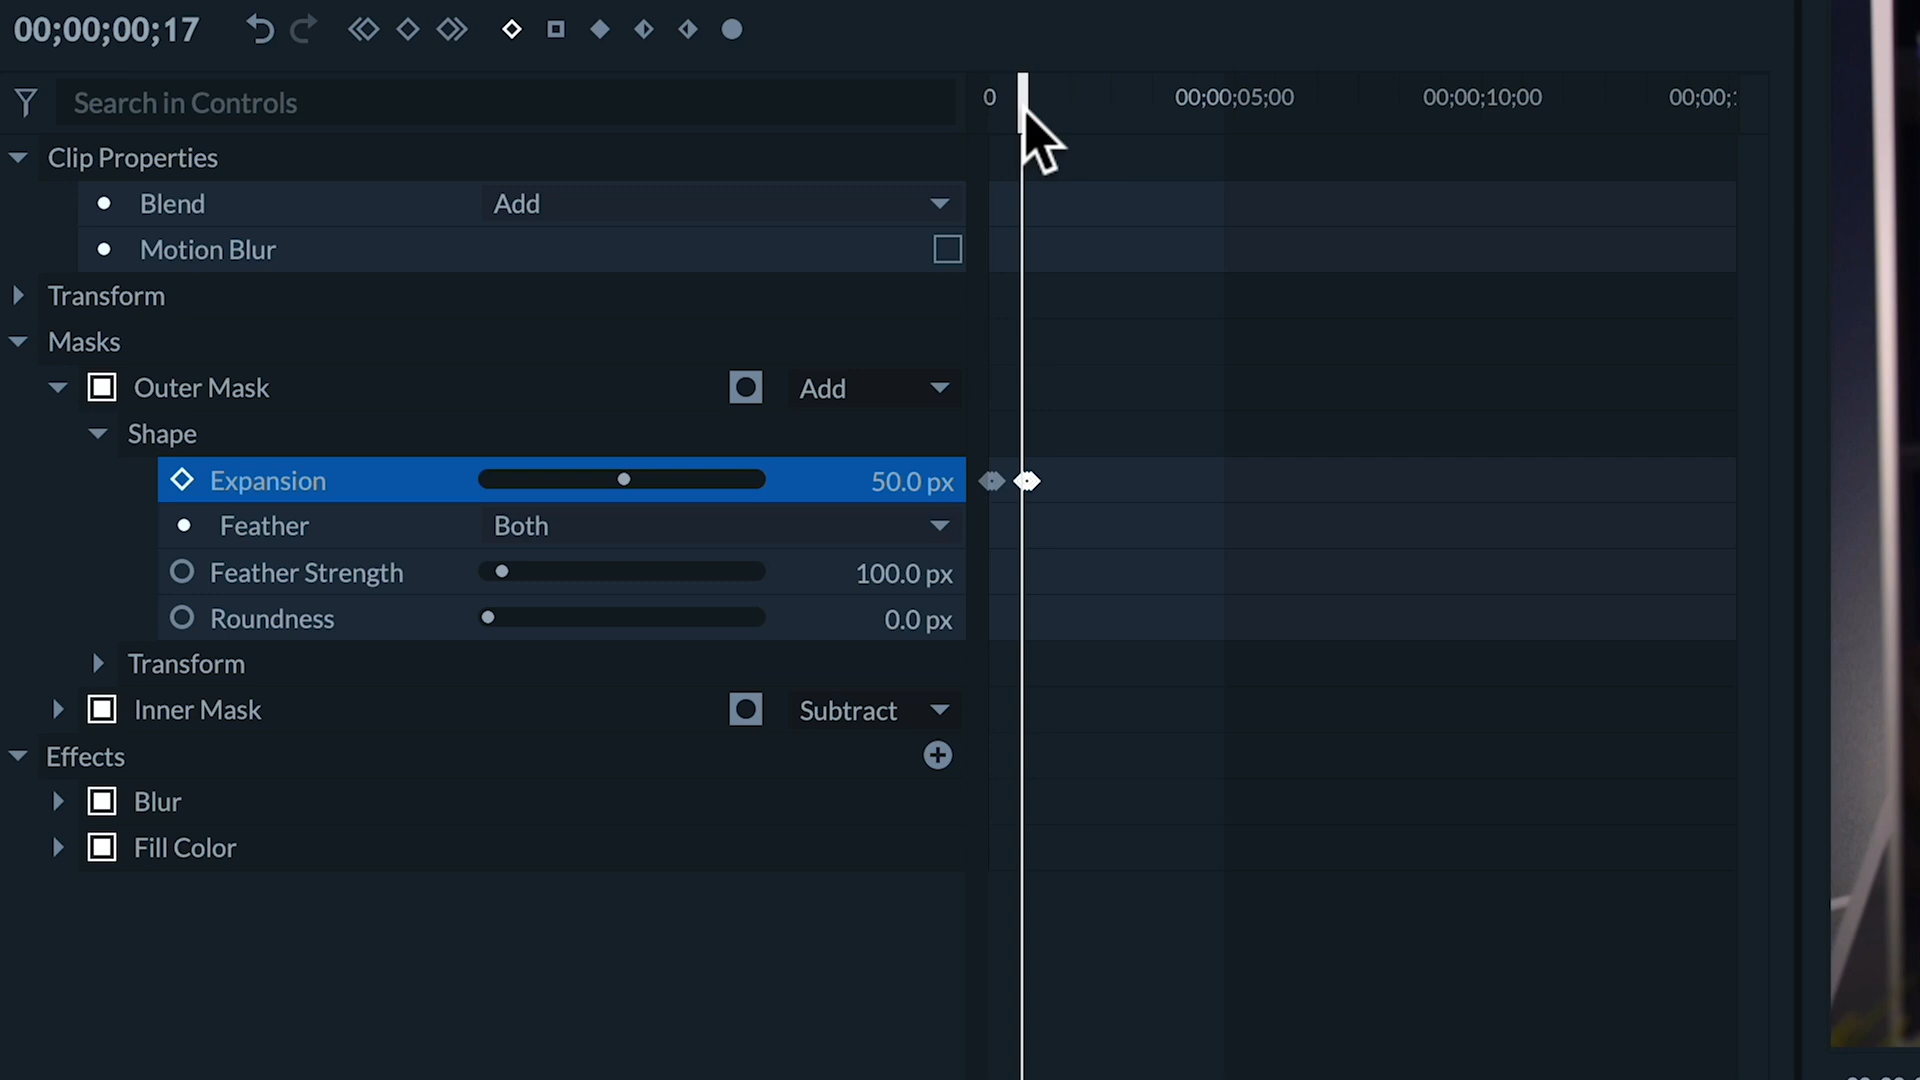 00;00;00;17
Search in Controls
0 00;00;05;00 00;00;10;00 00;00;:
Clip Properties
Blend Add
Motion Blur
Transform
Masks
Outer Mask Add
Shape
Expansion 50.0 px
Feather Both
Feather Strength 100.0 px
Roundness 0.0 px
Transform
Inner Mask Subtract
Effects
Blur
Fill Color